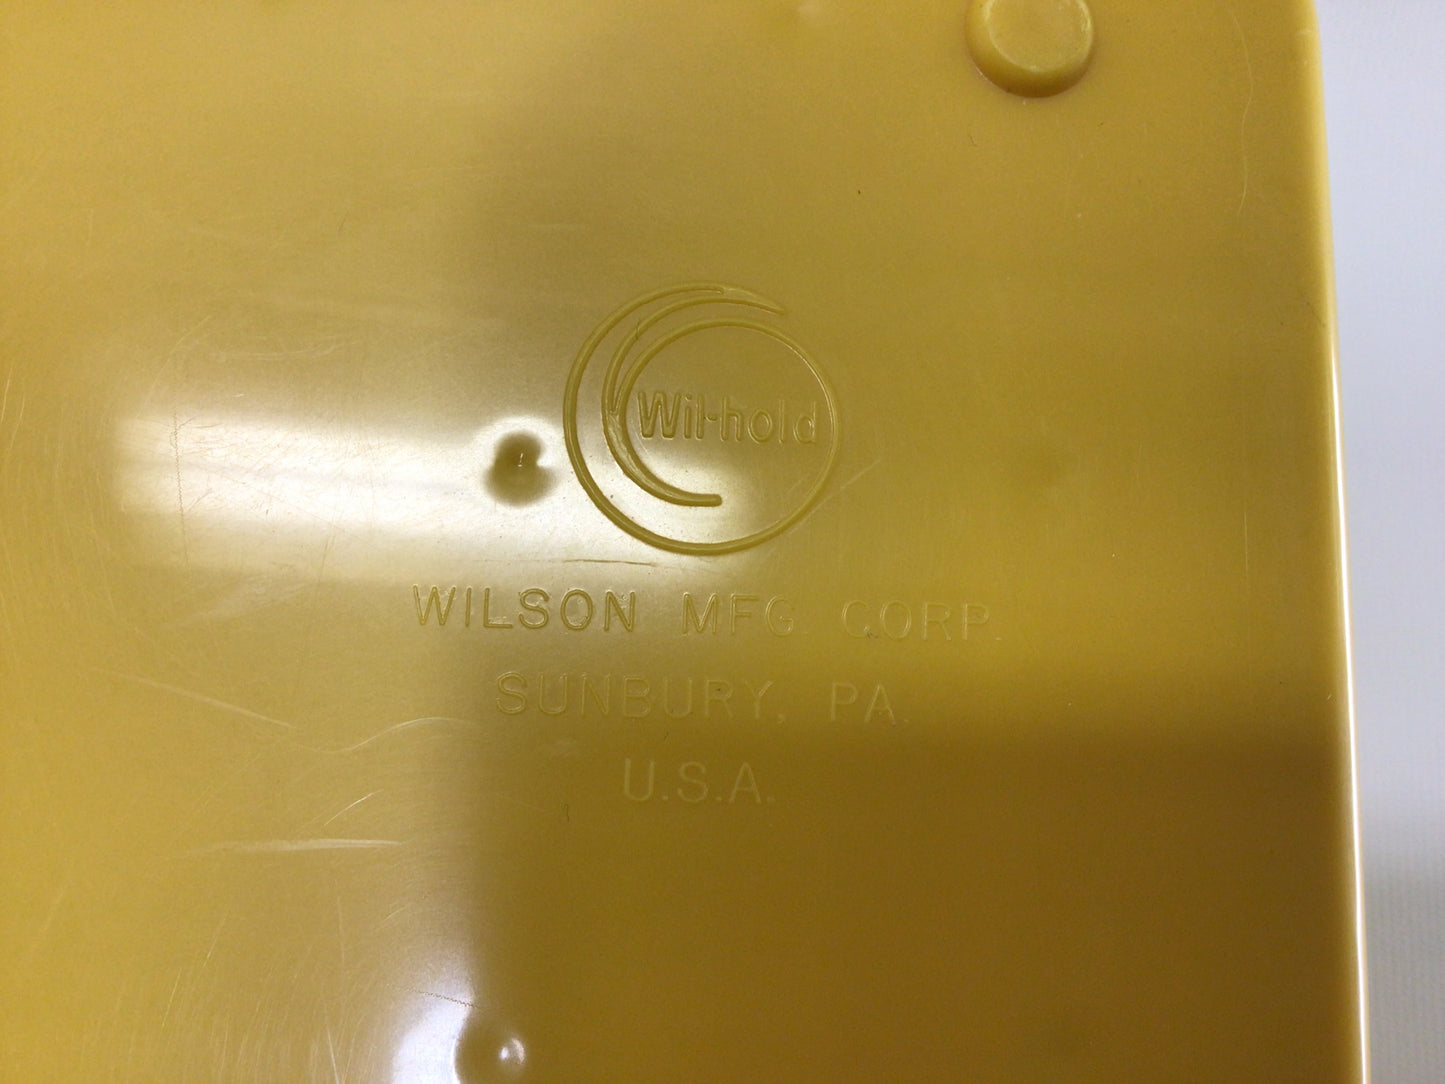 Wil-hold
WILSON MFG. CORP.
SUNBURY, PA.
U.S.A.